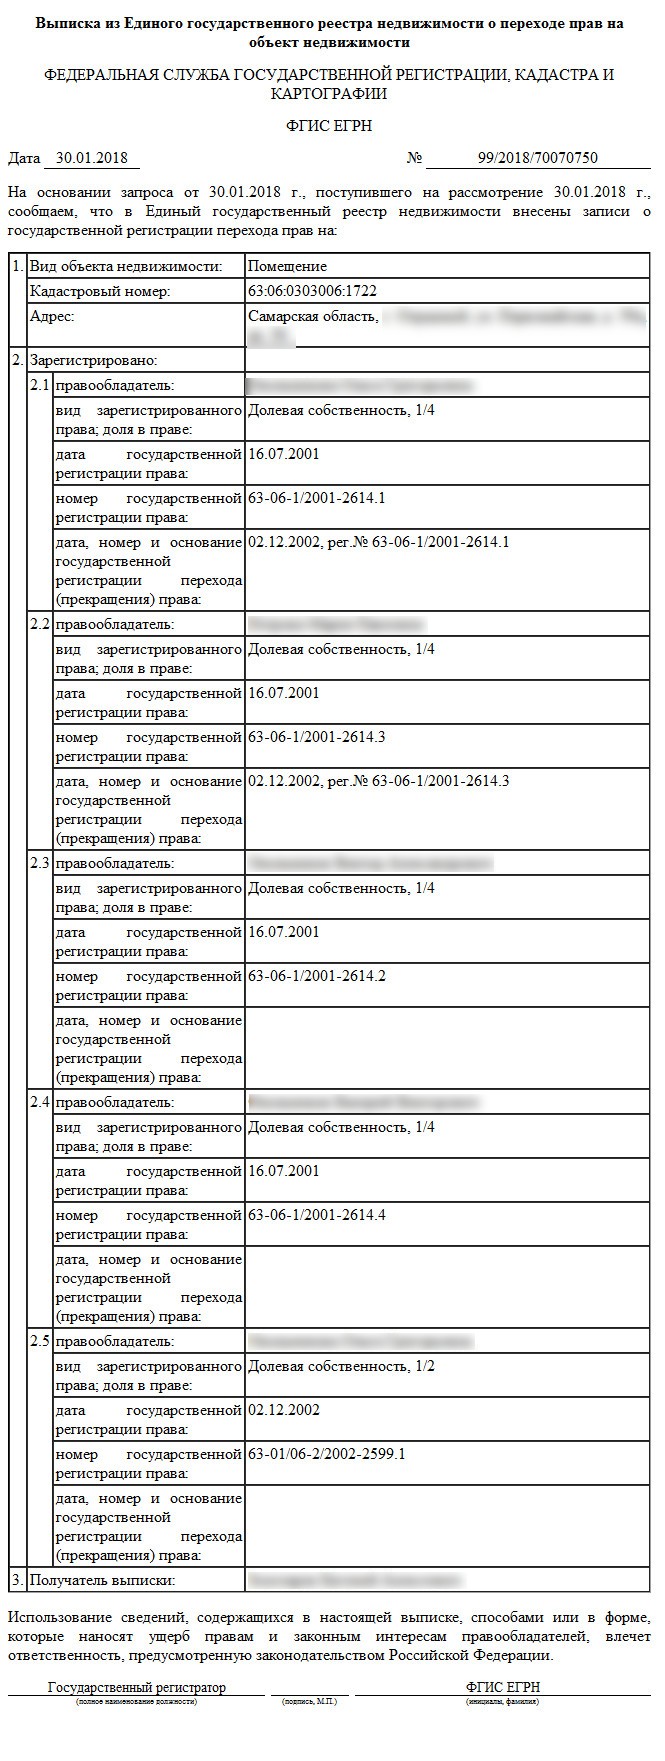 Выписка из Единого государственного реестра недвижимости о переходе прав на
объект недвижимости
ФЕДЕРАЛЬНАЯ СЛУЖБА ГОСУДАРСТВЕННОЙ РЕГИСТРАЦИИ, КАДАСТРА И
КАРТОГРАФИИ
ФГИС ЕГРН
Дата 30.01.2018 № 99/2018/70070750
На основании запроса от 30.01.2018 г., поступившего на рассмотрение 30.01.2018 г.,
сообщаем, что в Единый государственный реестр недвижимости внесены записи о
государственной регистрации перехода прав на:
1. Вид объекта недвижимости: Помещение
Кадастровый номер: 63:06:0303006:1722
Адрес: Самарская область,
2. Зарегистрировано:
2.1 правообладатель:
вид зарегистрированного Долевая собственность, 1/4
права; доля в праве:
дата государственной 16.07.2001
регистрации права:
номер государственной 63-06-1/2001-2614.1
регистрации права:
дата, номер и основание 02.12.2002, рег.№ 63-06-1/2001-2614.1
государственной
регистрации перехода
(прекращения) права:
2.2 правообладатель:
вид зарегистрированного Долевая собственность, 1/4
права; доля в праве:
дата государственной 16.07.2001
регистрации права:
номер государственной 63-06-1/2001-2614.3
регистрации права:
дата, номер и основание 02.12.2002, рег.№ 63-06-1/2001-2614.3
государственной
регистрации перехода
(прекращения) права:
2.3 правообладатель:
вид зарегистрированного Долевая собственность, 1/4
права; доля в праве:
дата государственной 16.07.2001
регистрации права:
номер государственной 63-06-1/2001-2614.2
регистрации права:
дата, номер и основание
государственной
регистрации перехода
(прекращения) права:
2.4 правообладатель:
вид зарегистрированного Долевая собственность, 1/4
права; доля в праве:
дата государственной 16.07.2001
регистрации права:
номер государственной 63-06-1/2001-2614.4
регистрации права:
дата, номер и основание
государственной
регистрации перехода
(прекращения) права:
2.5 правообладатель:
вид зарегистрированного Долевая собственность, 1/2
права; доля в праве:
дата государственной 02.12.2002
регистрации права:
номер государственной 63-01/06-2/2002-2599.1
регистрации права:
дата, номер и основание
государственной
регистрации перехода
(прекращения) права:
3. Получатель выписки:
Использование сведений, содержащихся в настоящей выписке, способами или в форме,
которые наносят ущерб правам и законным интересам правообладателей, влечет
ответственность, предусмотренную законодательством Российской Федерации.
Государственный регистратор ФГИС ЕГРН
(полное наименование должности) (подпись, М.П.) (инициалы, фамилия)